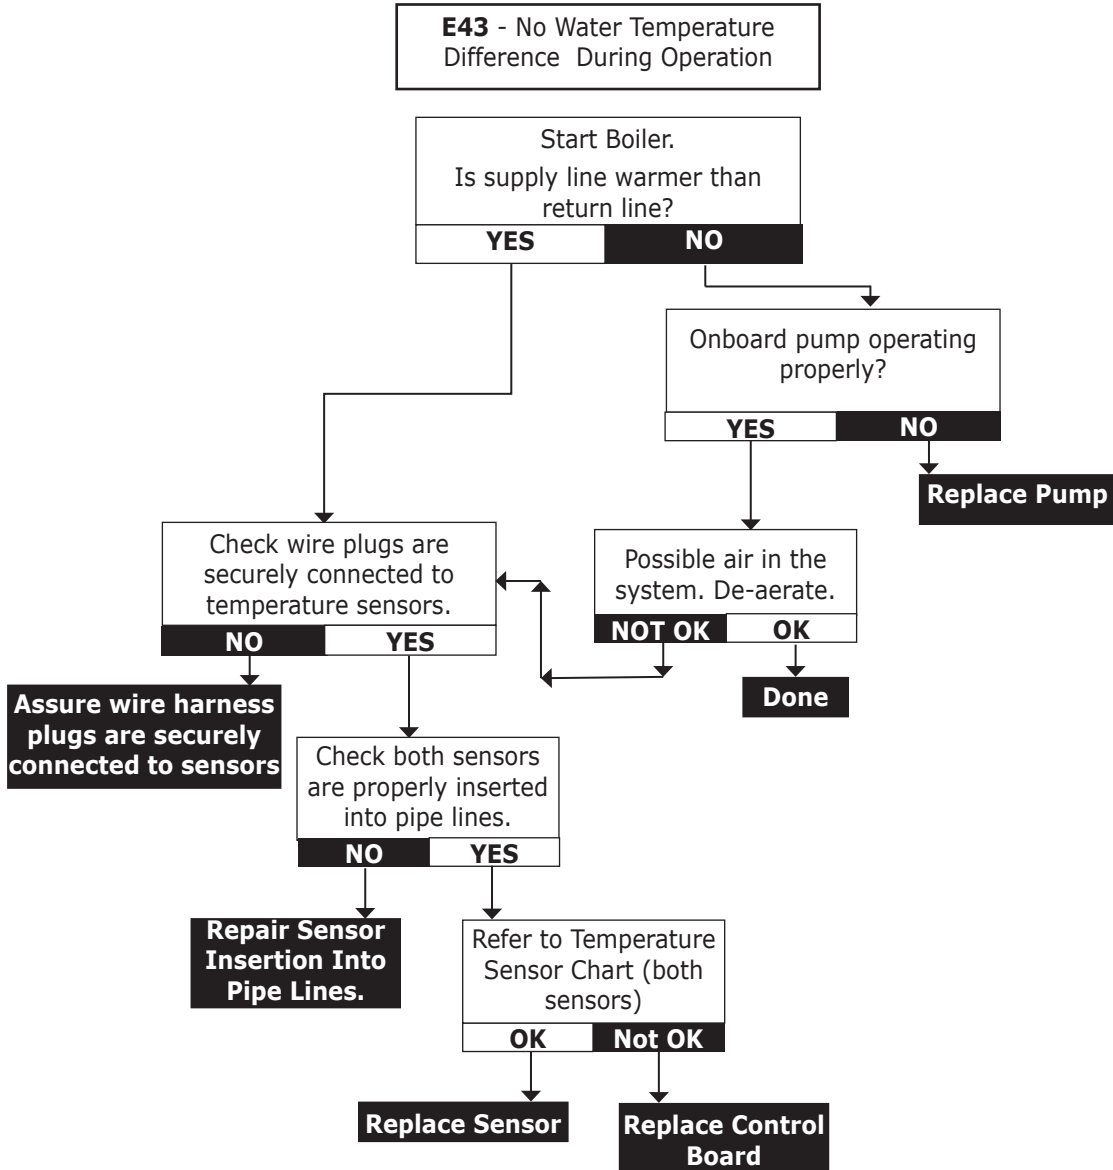 E43 - No Water Temperature
Difference During Operation
Start Boiler.
Is supply line warmer than
return line?
YES
NO
Onboard pump operating
properly?
YES
NO
Replace Pump
Check wire plugs are
securely connected to
temperature sensors.
NO
YES
Possible air in the
system. De-aerate.
NOT OK
OK
Done
Assure wire harness
plugs are securely
connected to sensors
Check both sensors
are properly inserted
into pipe lines.
NO
YES
Repair Sensor
Insertion Into
Pipe Lines.
Refer to Temperature
Sensor Chart (both
sensors)
OK
Not OK
Replace Sensor
Replace Control
Board